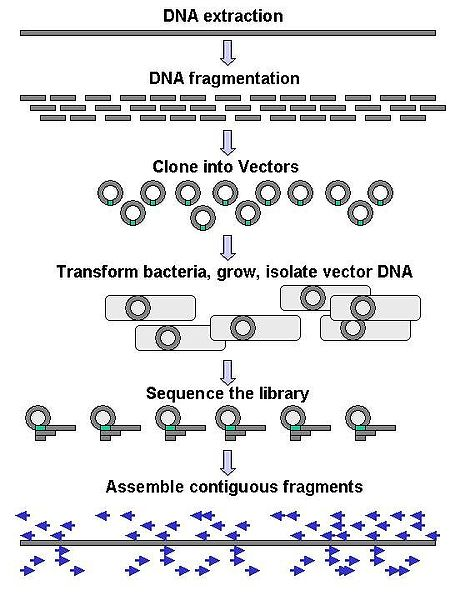 DNA extraction
DNA fragmentation
Clone into Vectors
Transform bacteria, grow, isolate vector DNA
Sequence the library
Assemble contiguous fragments